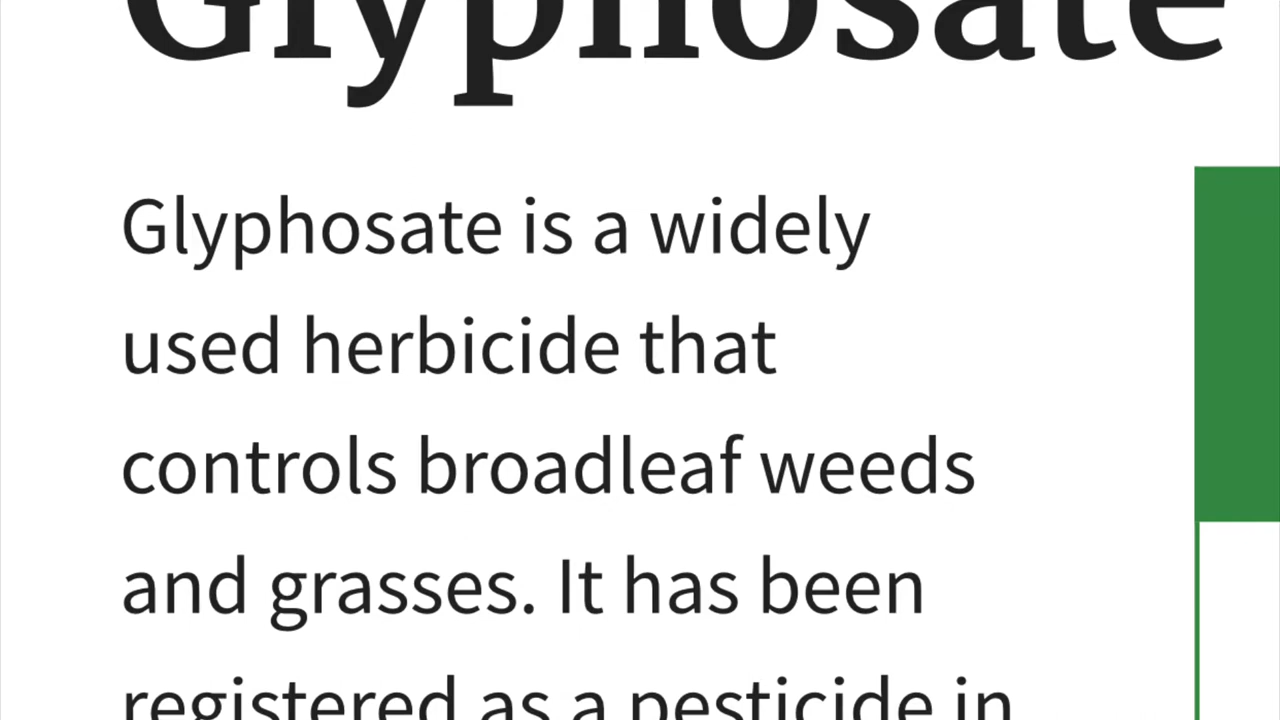 Glyphosate
Glyphosate is a widely
used herbicide that
controls broadleaf weeds
and grasses. It has been
registered as a pesticide in